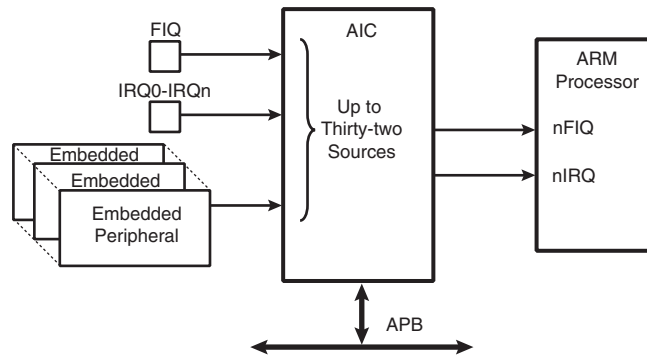 FIQ
IRQ0-IRQn
Embedded
Embedded
Embedded
Peripheral
AIC
Up to
Thirty-two
Sources
ARM
Processor
nFIQ
nIRQ
APB